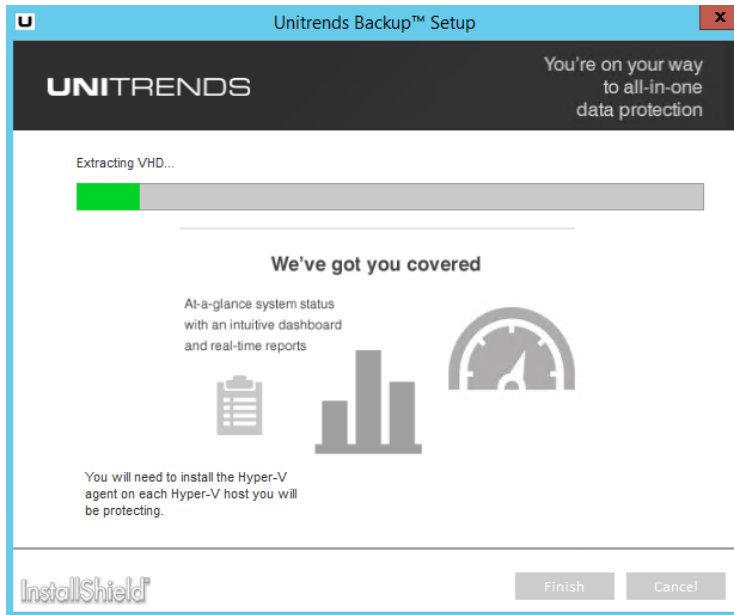 U Unitrends Backup™ Setup x
UNITRENDS
You're on your way
to all-in-one
data protection
Extracting VHD...
We've got you covered
At-a-glance system status
with an intuitive dashboard
and real-time reports
You will need to install the Hyper-V
agent on each Hyper-V host you will
be protecting.
InstallShield®
Finish Cancel